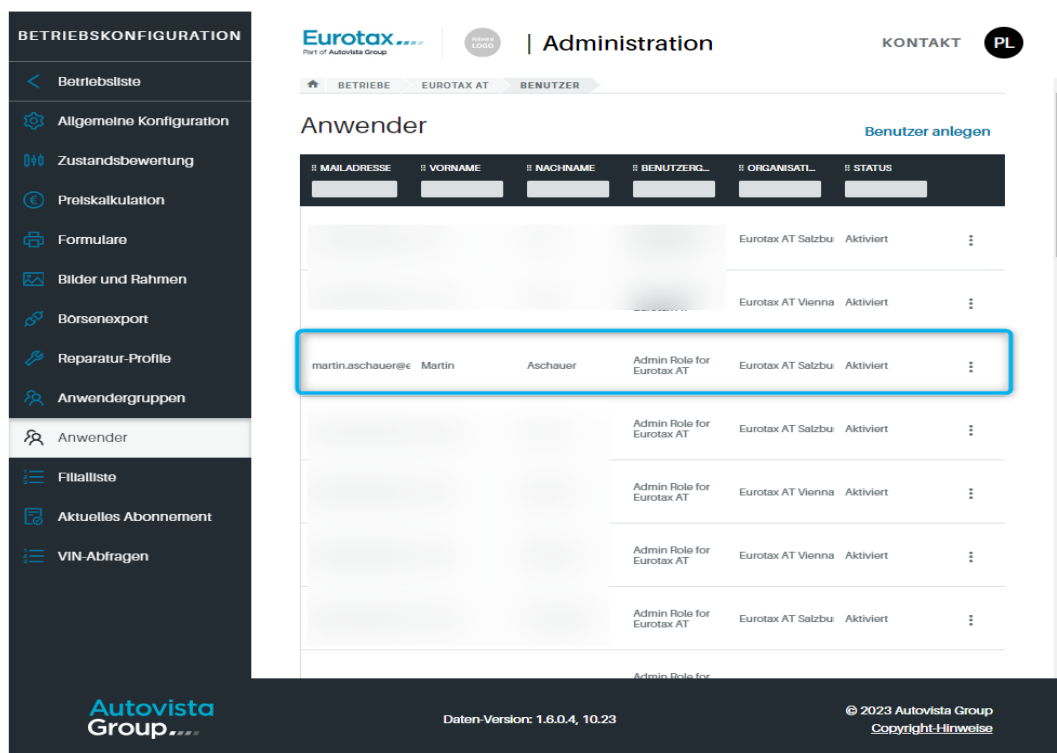 BETRIEBSKONFIGURATION
Betriebsliste
Allgemeine Konfiguration
Zustandsbewertung
Preiskalkulation
Formulare
Bilder und Rahmen
Börsenexport
Reparatur-Profile
Anwendergruppen
Anwender
Filialliste
Aktuelles Abonnement
VIN-Abfragen
Eurotax....
Part of Autovista Group
LOGO
| Administration
KONTAKT
PL
BETRIEBE EUROTAX AT BENUTZER
Anwender
Benutzer anlegen
MAILADRESSE VORNAME NACHNAME BENUTZERG... ORGANISATI... STATUS
Eurotax AT Salzbu Aktiviert
Eurotax AT Vienna Aktiviert
martin.aschauer@e Martin Aschauer Admin Role for Eurotax AT Eurotax AT Salzbu Aktiviert
Admin Role for Eurotax AT Eurotax AT Salzbu Aktiviert
Admin Role for Eurotax AT Eurotax AT Vienna Aktiviert
Admin Role for Eurotax AT Eurotax AT Vienna Aktiviert
Admin Role for Eurotax AT Eurotax AT Salzbu Aktiviert
Admin Role for
Autovista
Group....
Daten-Version: 1.6.0.4, 10.23
© 2023 Autovista Group
Copyright-Hinweise